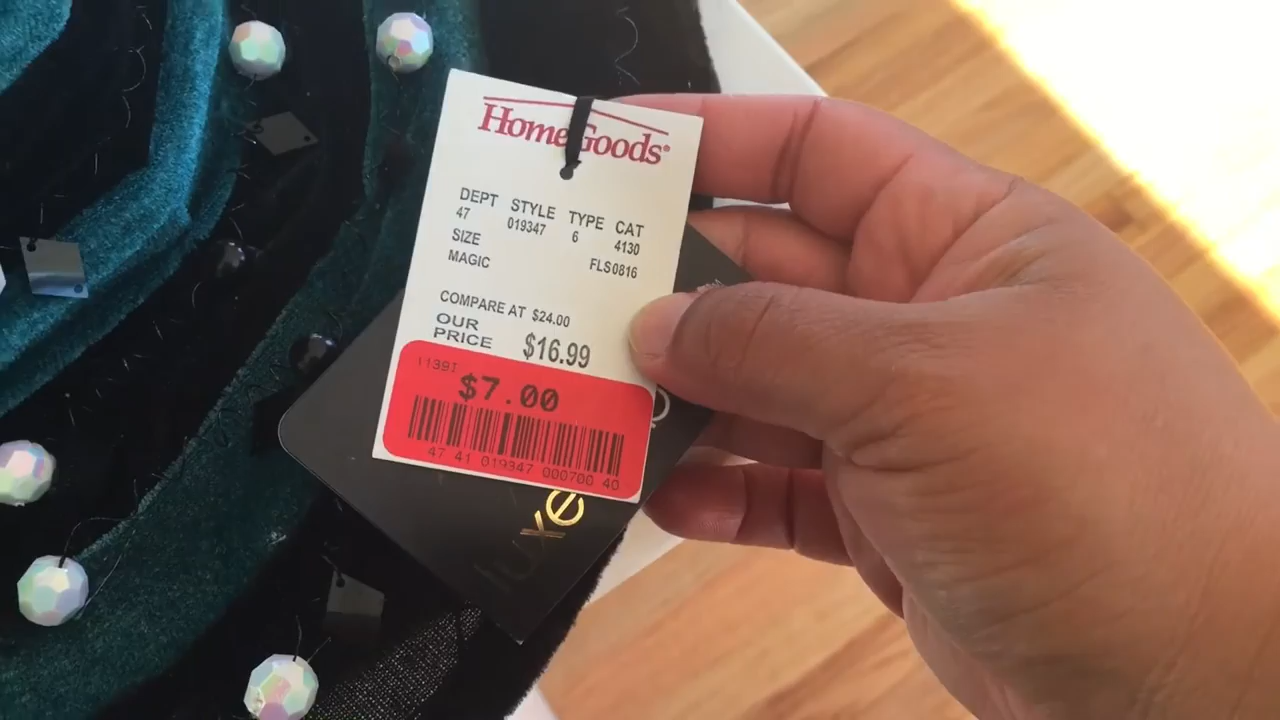 HomeGoods®
DEPT STYLE TYPE CAT
47 019347 6 4130
SIZE
MAGIC FLS0816
COMPARE AT $24.00
OUR
PRICE $16.99
1139I
$7.00
47 41 019347 000700 40
luxe